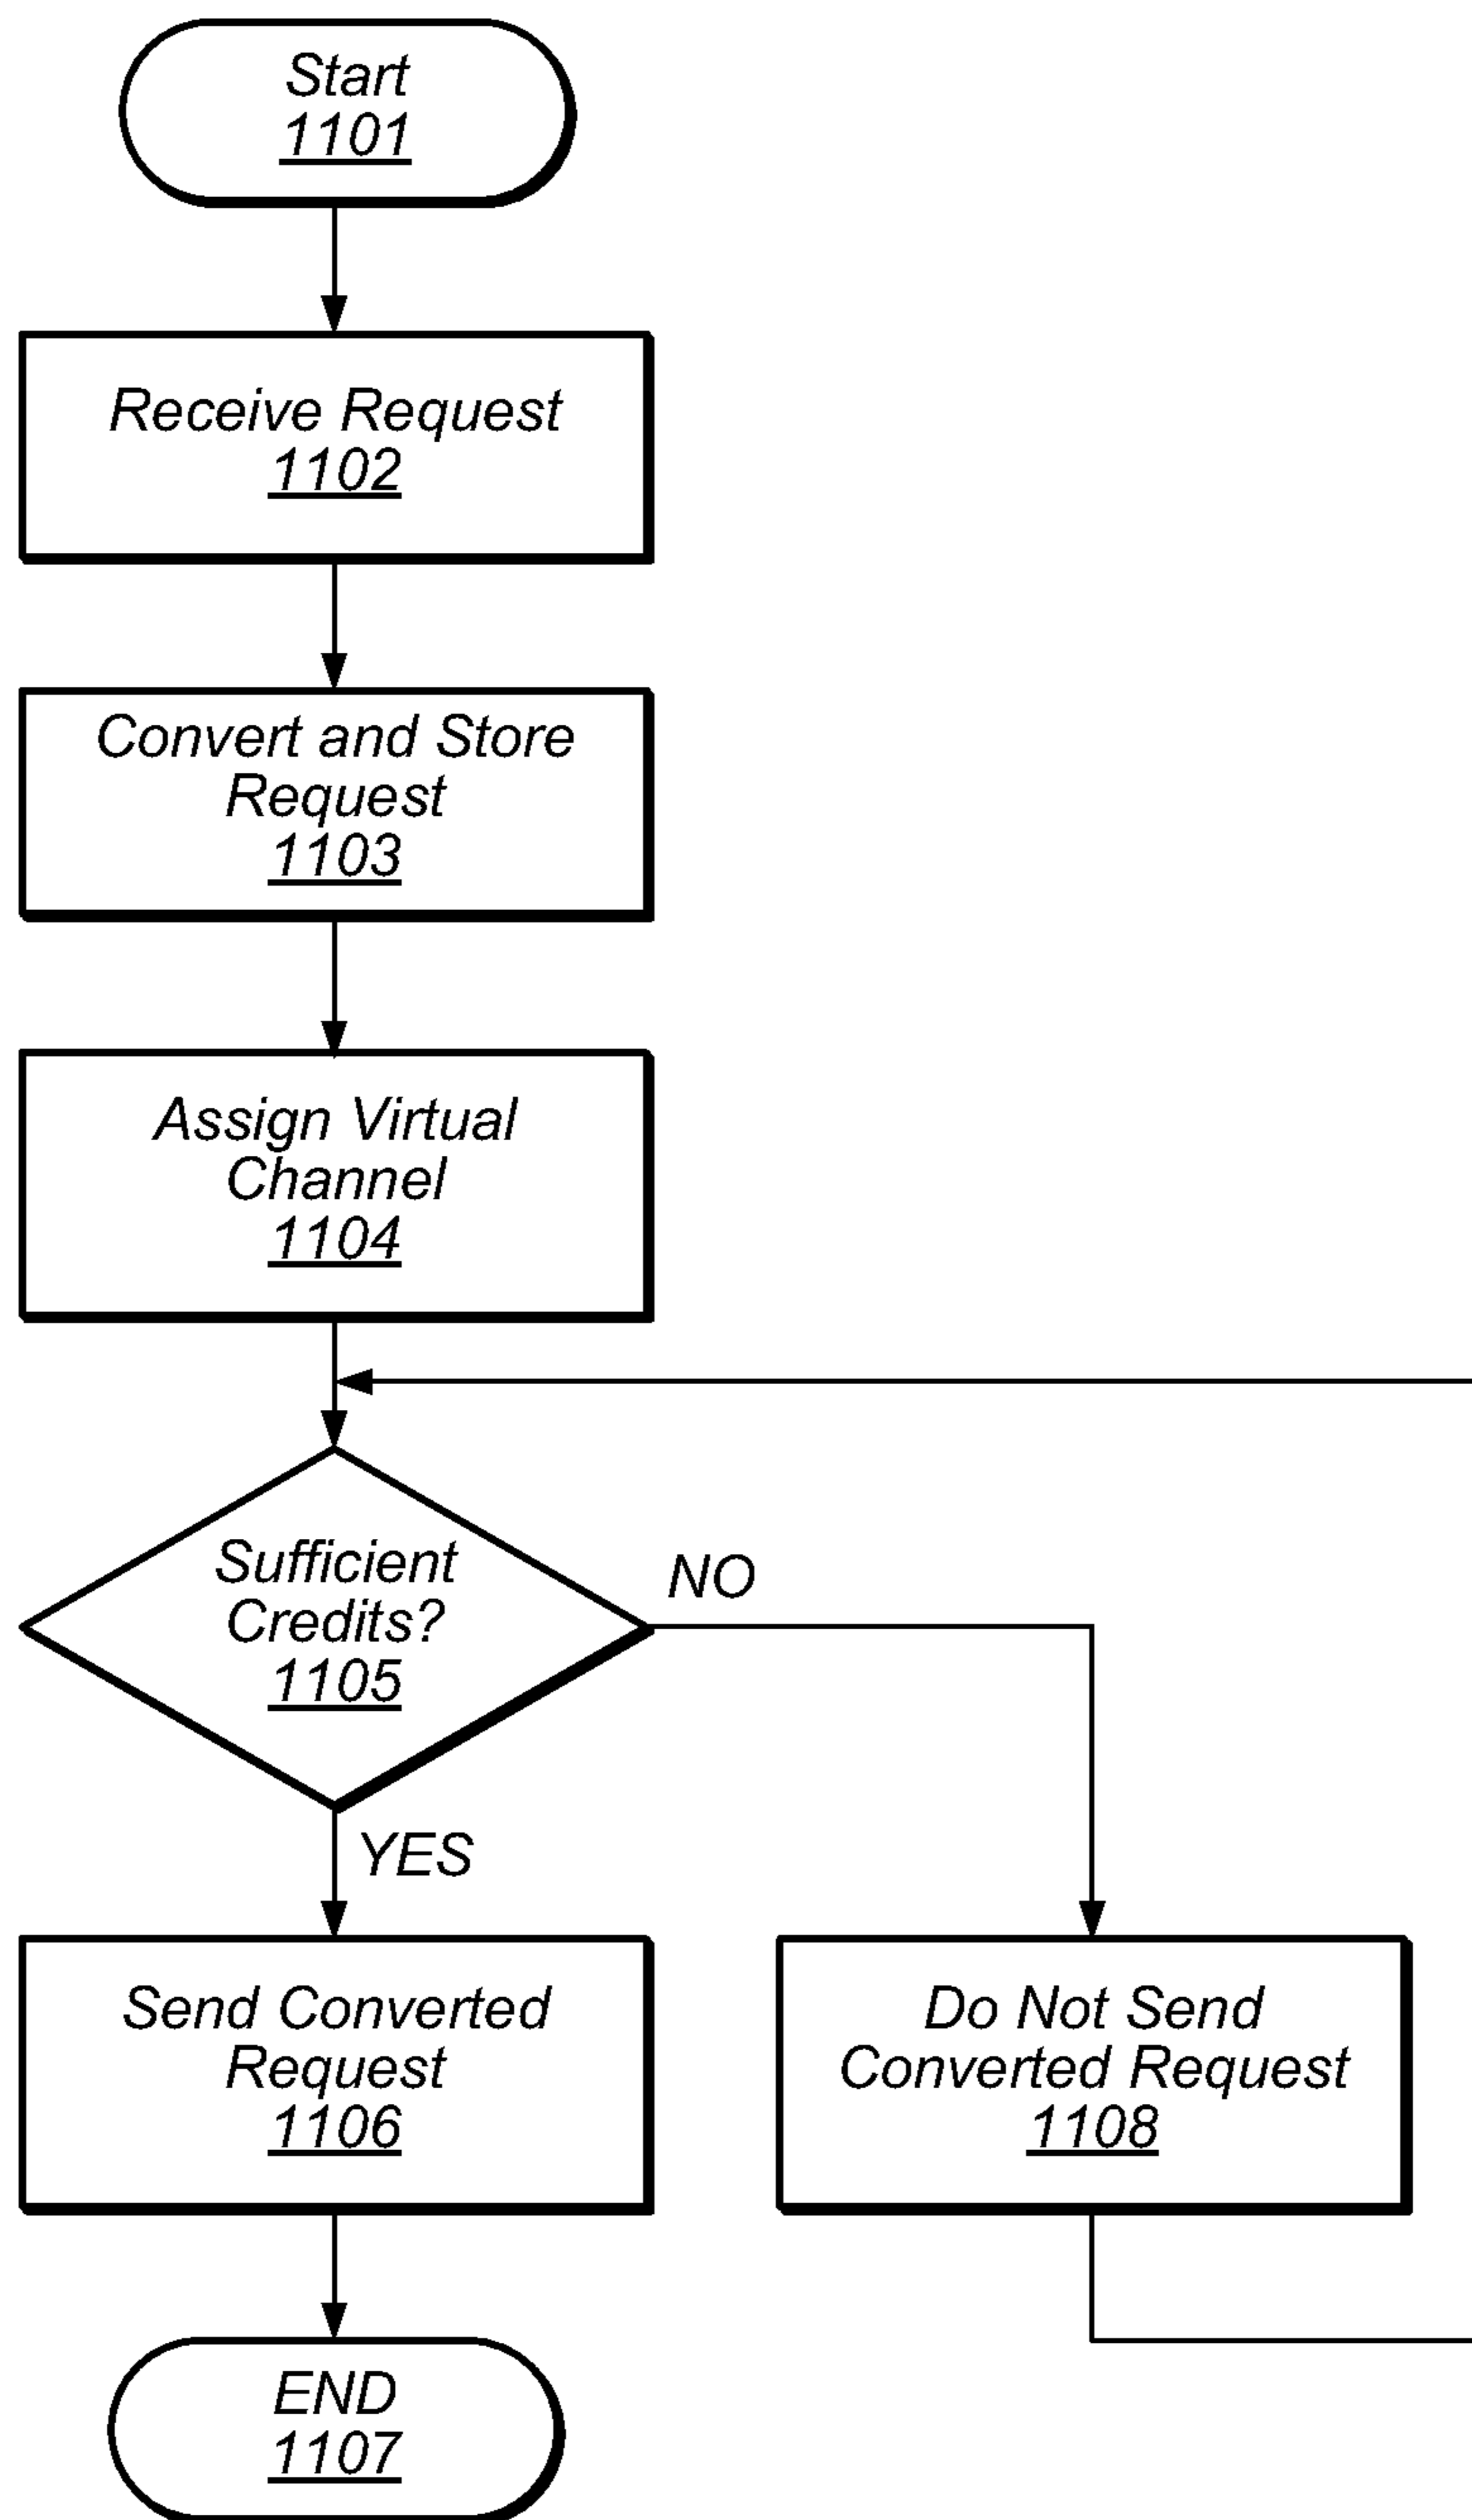 Start
1101
Receive Request
1102
Convert and Store
Request
1103
Assign Virtual
Channel
1104
Sufficient
Credits?
1105
NO
YES
Send Converted
Request
1106
Do Not Send
Converted Request
1108
END
1107